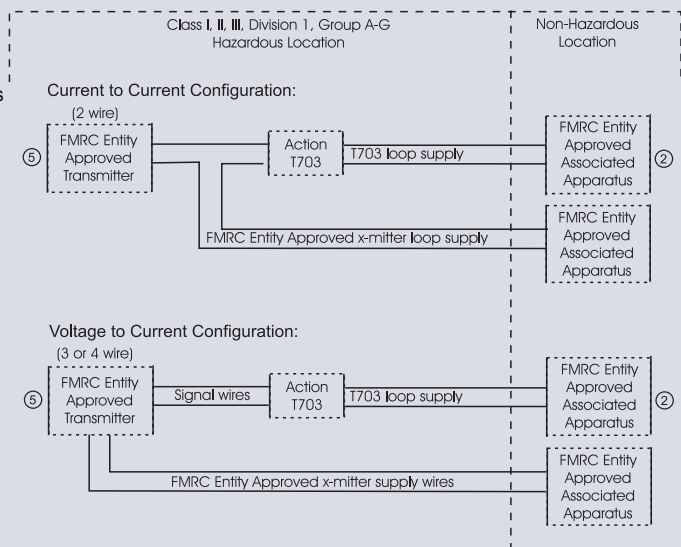 Class I, II, III, Division 1, Group A-G
Hazardous Location
Non-Hazardous
Location
s
Current to Current Configuration:
(2 wire)
⑤
FMRC Entity
Approved
Transmitter
Action
T703
T703 loop supply
FMRC Entity
Approved
Associated
Apparatus
②
FMRC Entity Approved x-mitter loop supply
FMRC Entity
Approved
Associated
Apparatus
Voltage to Current Configuration:
(3 or 4 wire)
⑤
FMRC Entity
Approved
Transmitter
Signal wires
Action
T703
T703 loop supply
FMRC Entity
Approved
Associated
Apparatus
②
FMRC Entity Approved x-mitter supply wires
FMRC Entity
Approved
Associated
Apparatus